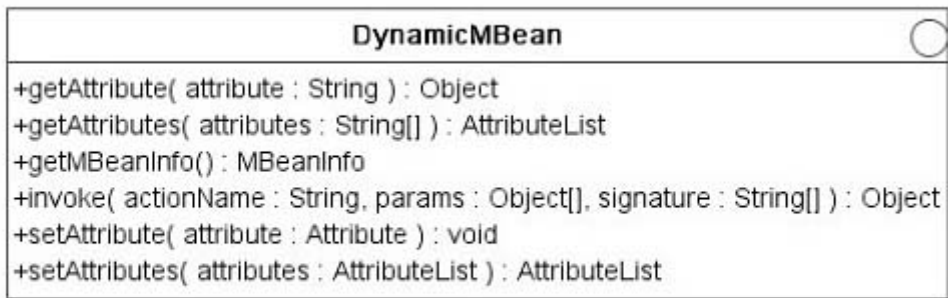 DynamicMBean
+getAttribute( attribute : String ) : Object
+getAttributes( attributes : String[] ) : AttributeList
+getMBeanInfo() : MBeanInfo
+invoke( actionName : String, params : Object[], signature : String[] ) : Object
+setAttribute( attribute : Attribute ) : void
+setAttributes( attributes : AttributeList ) : AttributeList